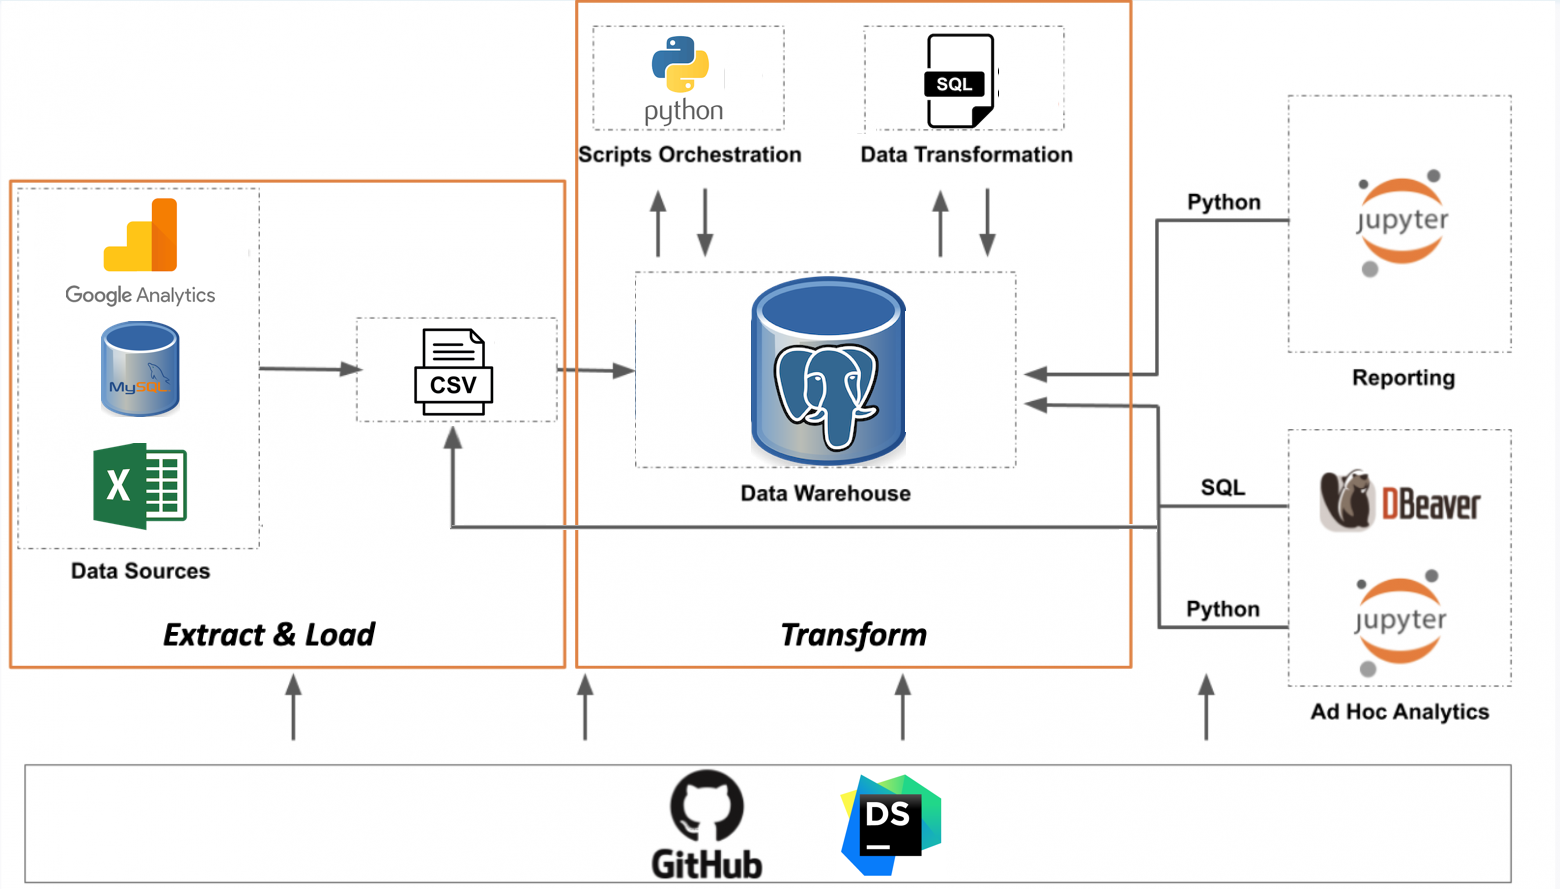 python
SQL
Scripts Orchestration
Data Transformation
Google Analytics
MySQL
X
Data Sources
CSV
Extract & Load
Data Warehouse
Transform
Python
jupyter
Reporting
SQL
DBeaver
Python
jupyter
Ad Hoc Analytics
GitHub
DS